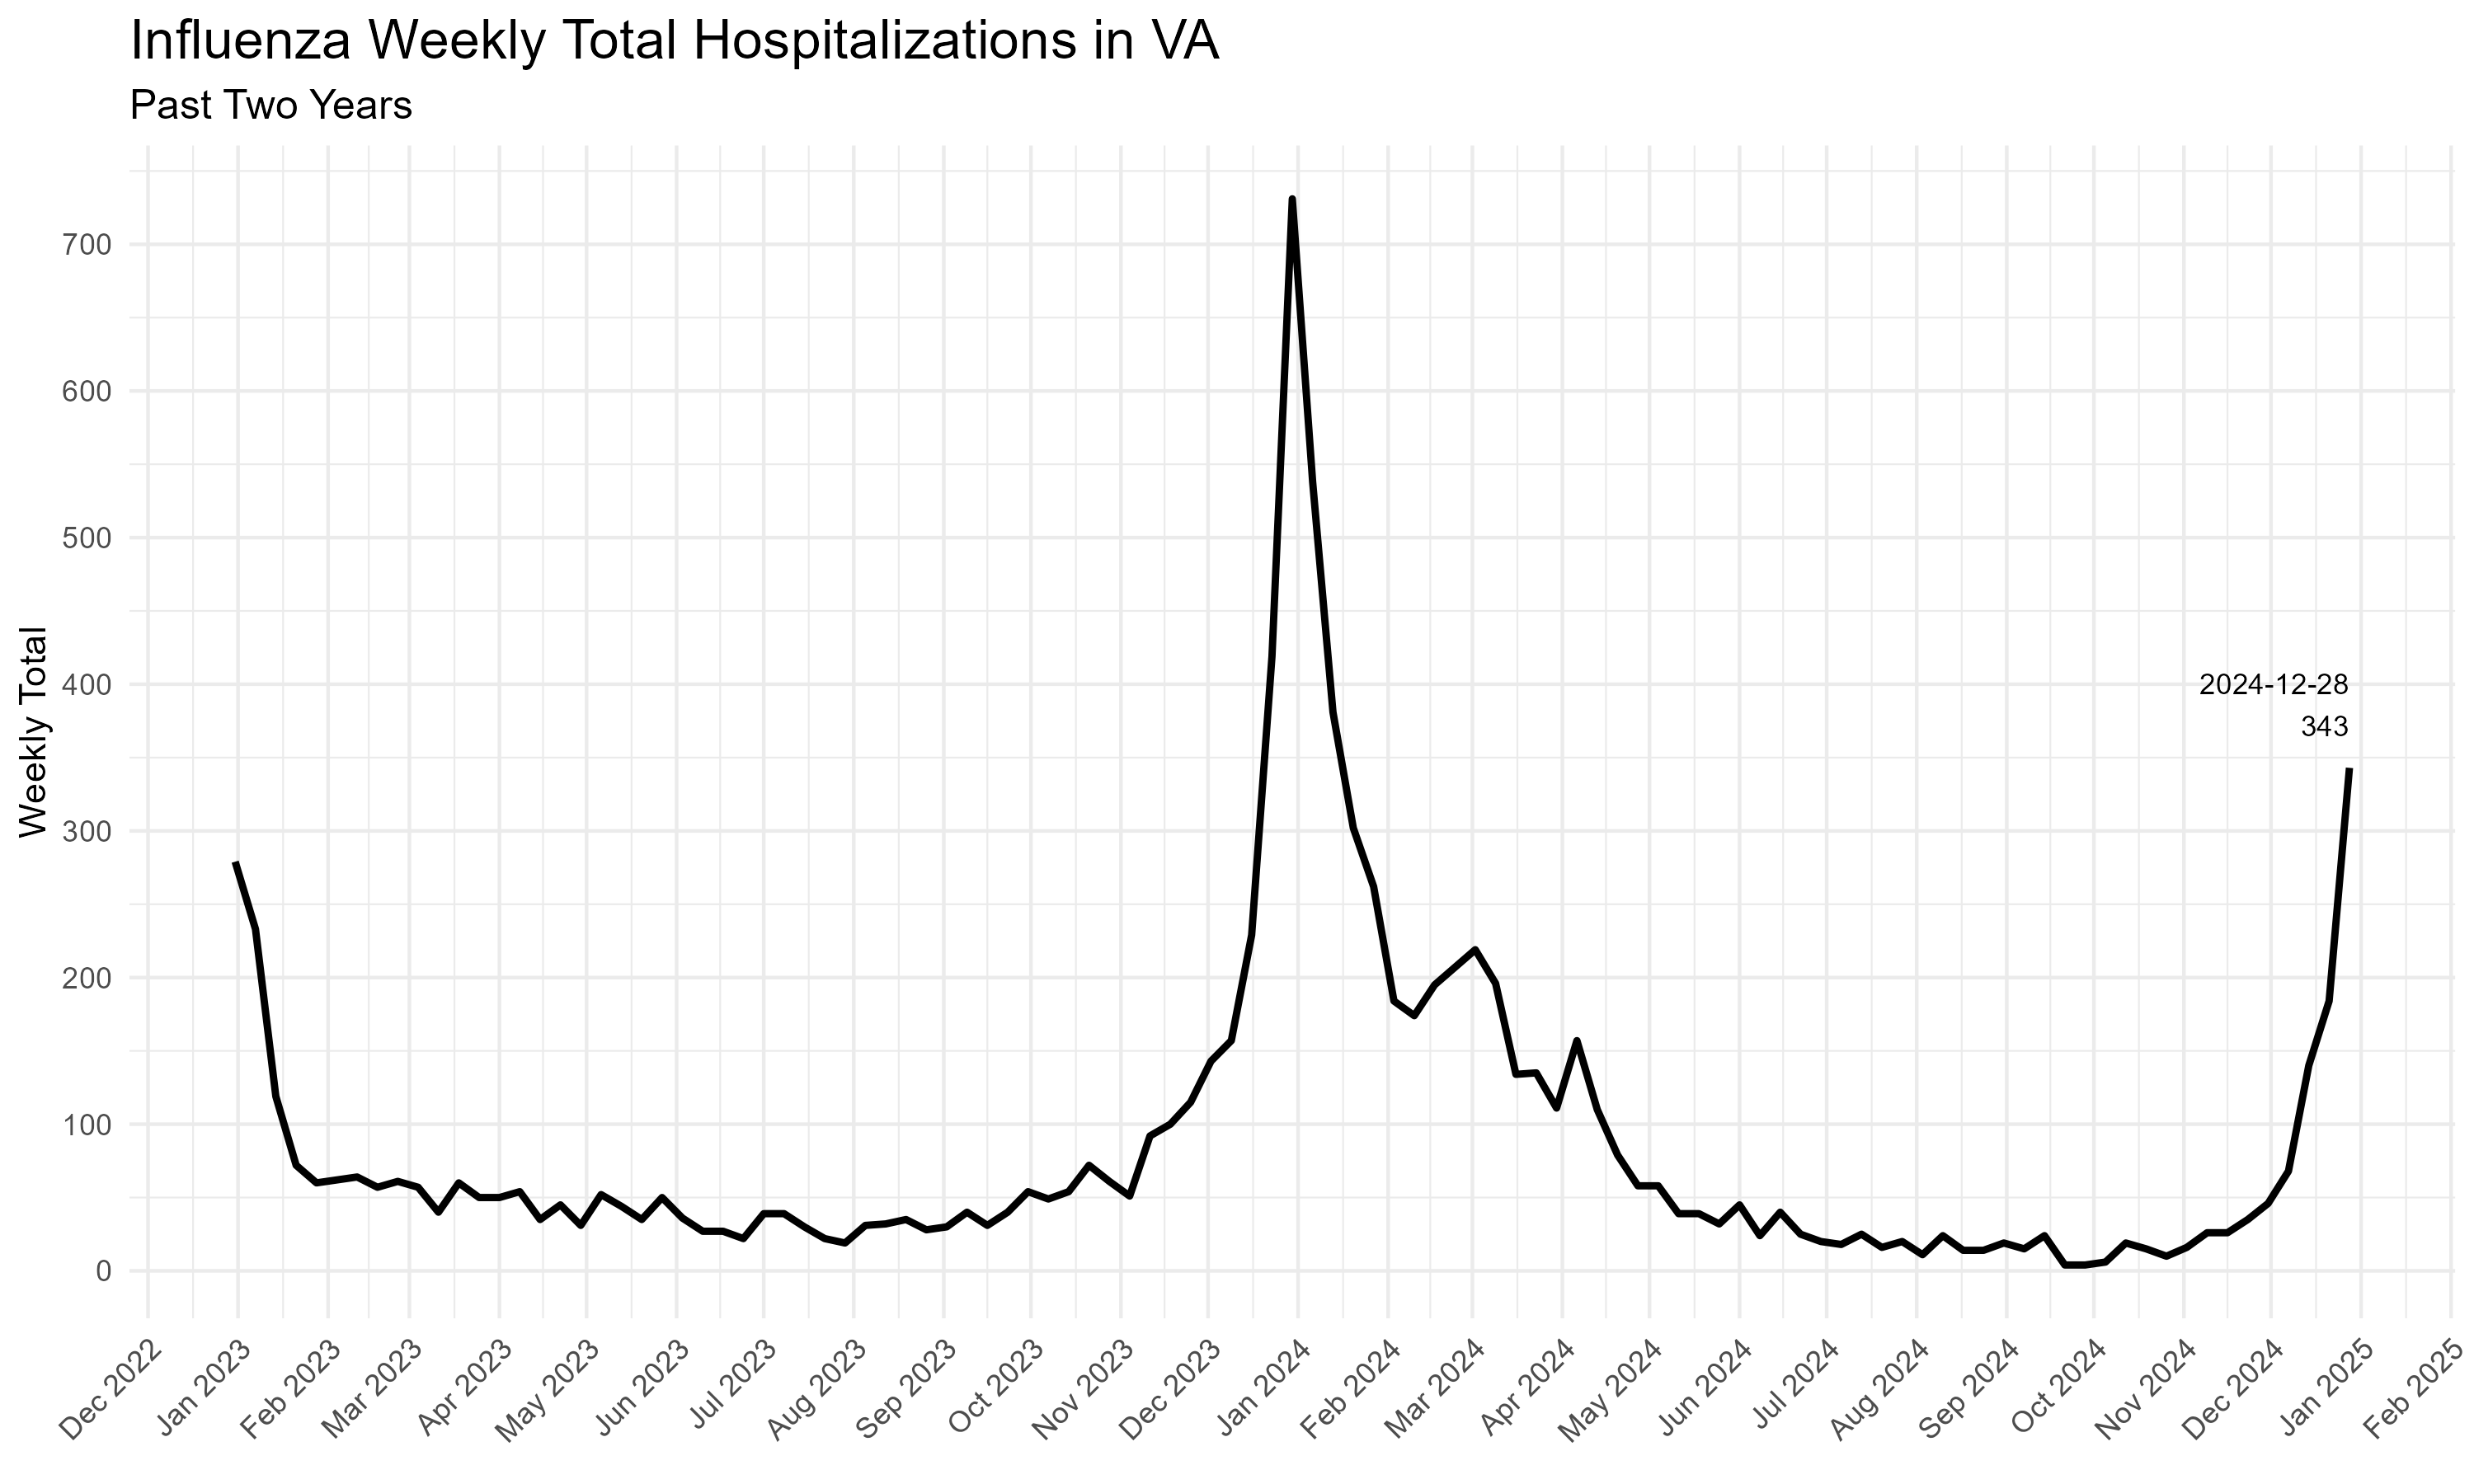 Influenza Weekly Total Hospitalizations in VA
Past Two Years
Weekly Total
700
600
500
400
300
200
100
0
2024-12-28
343
Dec 2022
Jan 2023
Feb 2023
Mar 2023
Apr 2023
May 2023
Jun 2023
Jul 2023
Aug 2023
Sep 2023
Oct 2023
Nov 2023
Dec 2023
Jan 2024
Feb 2024
Mar 2024
Apr 2024
May 2024
Jun 2024
Jul 2024
Aug 2024
Sep 2024
Oct 2024
Nov 2024
Dec 2024
Jan 2025
Feb 2025